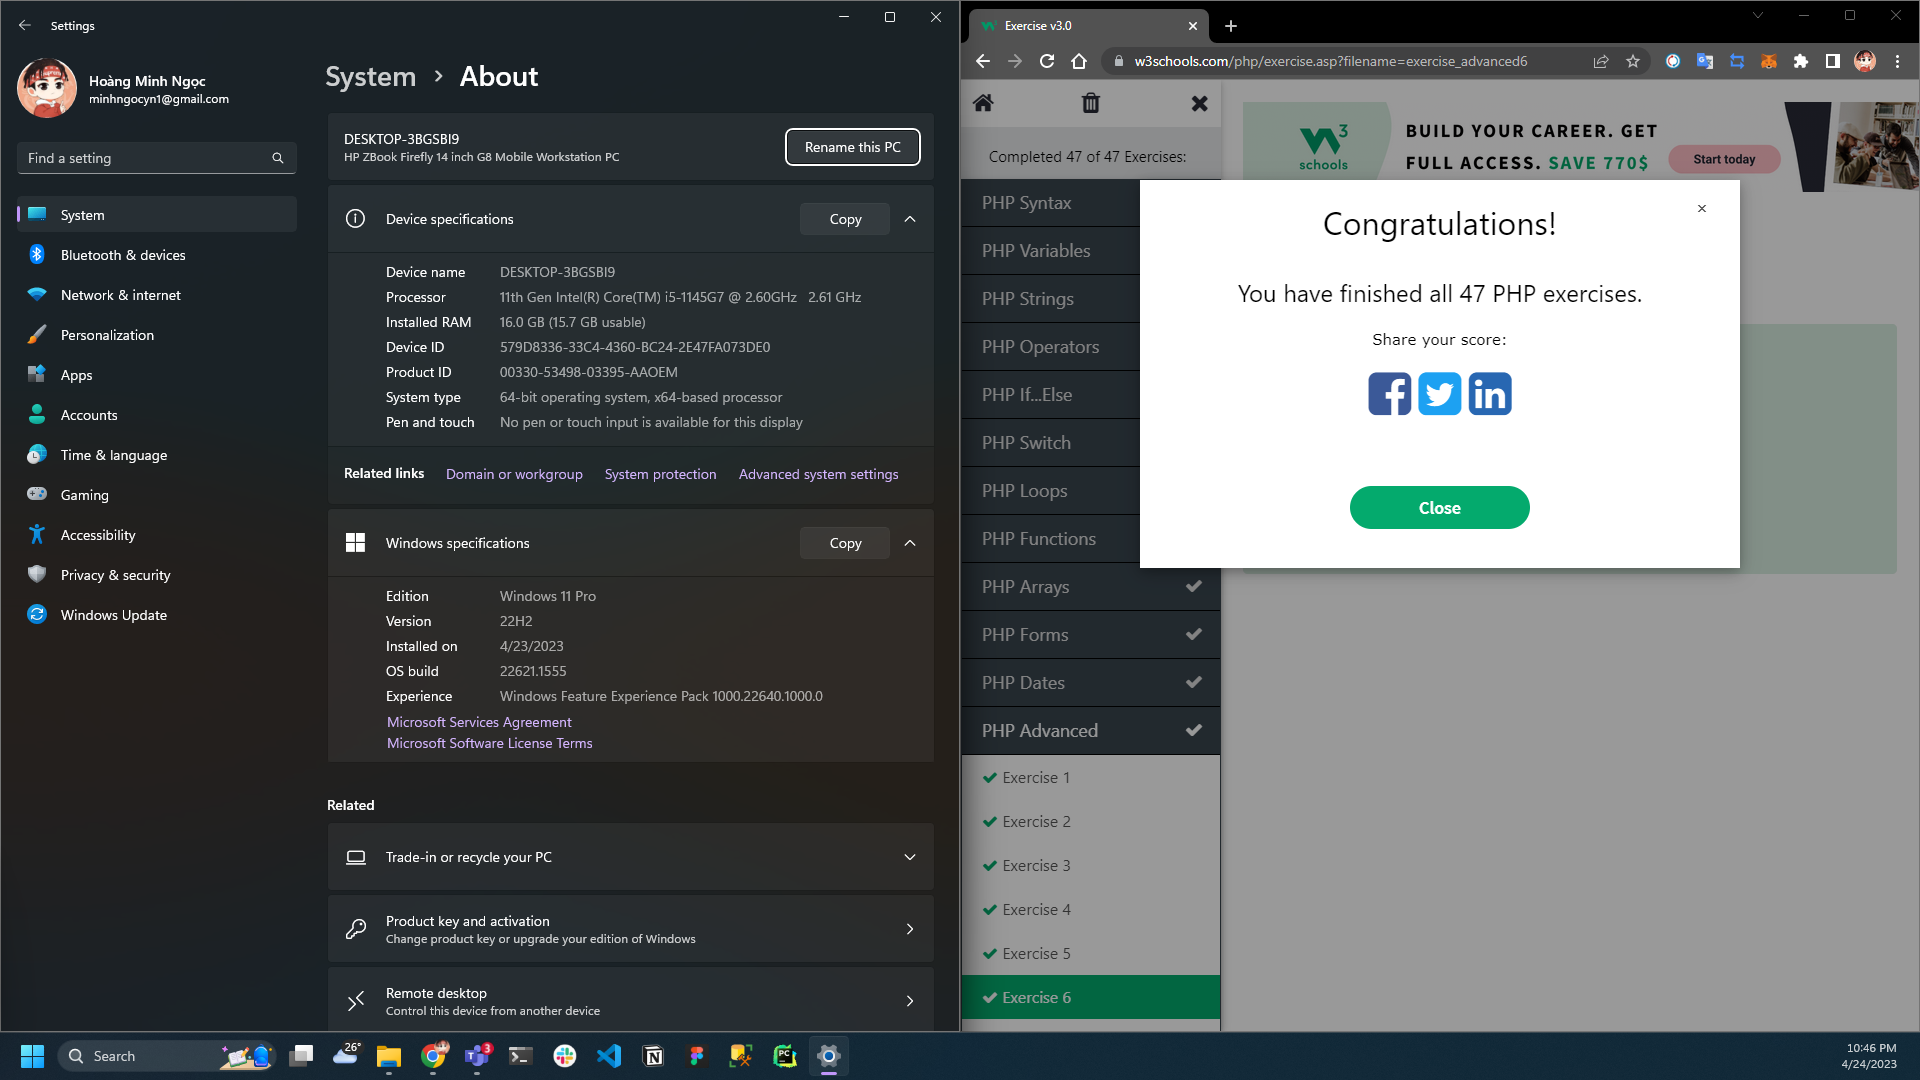 Settings
Hoàng Minh Ngọc
minhngocyn1@gmail.com
Find a setting
System
Bluetooth & devices
Network & internet
Personalization
Apps
Accounts
Time & language
Gaming
Accessibility
Privacy & security
Windows Update
System > About
DESKTOP-3BGSBI9
HP ZBook Firefly 14 inch G8 Mobile Workstation PC
Rename this PC
Device specifications
Copy
Device name DESKTOP-3BGSBI9
Processor 11th Gen Intel(R) Core(TM) i5-1145G7 @ 2.60GHz 2.61 GHz
Installed RAM 16.0 GB (15.7 GB usable)
Device ID 579D8336-33C4-4360-BC24-2E47FA073DE0
Product ID 00330-53498-03395-AAOEM
System type 64-bit operating system, x64-based processor
Pen and touch No pen or touch input is available for this display
Related links Domain or workgroup System protection Advanced system settings
Windows specifications
Copy
Edition Windows 11 Pro
Version 22H2
Installed on 4/23/2023
OS build 22621.1555
Experience Windows Feature Experience Pack 1000.22640.1000.0
Microsoft Services Agreement
Microsoft Software License Terms
Related
Trade-in or recycle your PC
Product key and activation
Change product key or upgrade your edition of Windows
Remote desktop
Control this device from another device
Exercise v3.0
w3schools.com/php/exercise.asp?filename=exercise_advanced6
Completed 47 of 47 Exercises:
PHP Syntax
PHP Variables
PHP Strings
PHP Operators
PHP If...Else
PHP Switch
PHP Loops
PHP Functions
PHP Arrays
PHP Forms
PHP Dates
PHP Advanced
Exercise 1
Exercise 2
Exercise 3
Exercise 4
Exercise 5
Exercise 6
W3
schools
BUILD YOUR CAREER. GET
FULL ACCESS. SAVE 770$
Start today
Congratulations!
×
You have finished all 47 PHP exercises.
Share your score:
Close
Search
26°
3
10:46 PM
4/24/2023